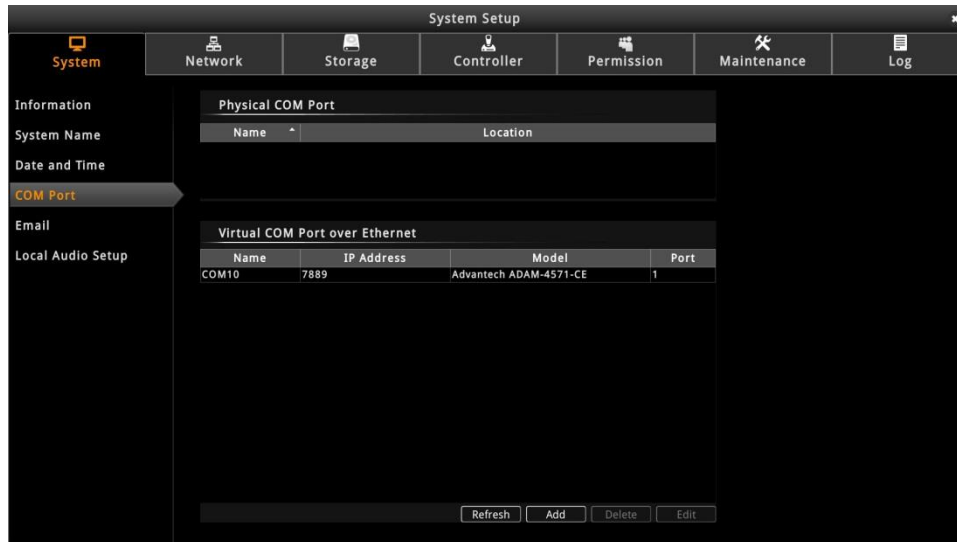 System Setup
System Network Storage Controller Permission Maintenance Log
Information
System Name
Date and Time
COM Port
Email
Local Audio Setup
Physical COM Port
Name Location
Virtual COM Port over Ethernet
Name IP Address Model Port
COM10 7889 Advantech ADAM-4571-CE 1
Refresh Add Delete Edit